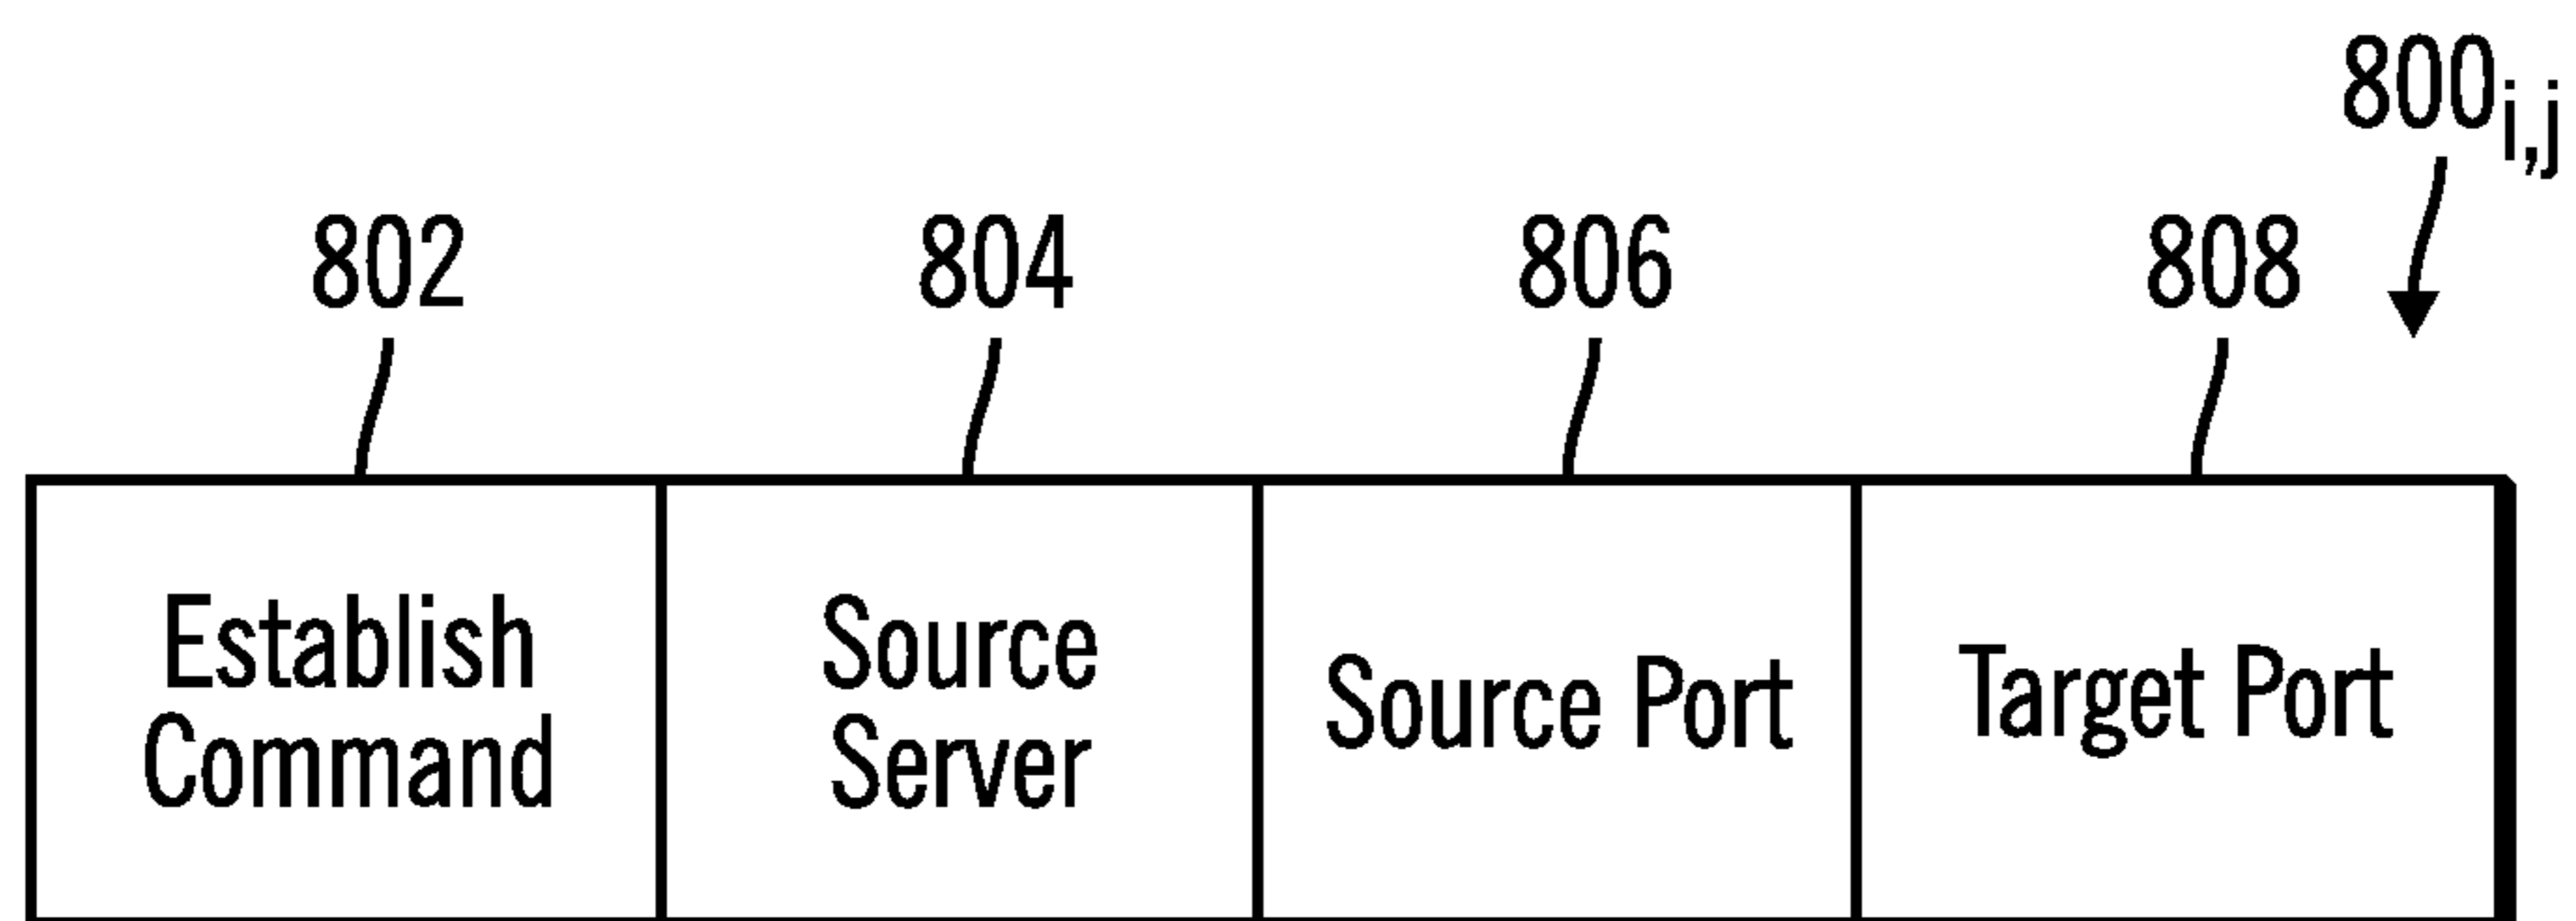 800i,j
802 804 806 808
Establish Command
Source Server
Source Port
Target Port